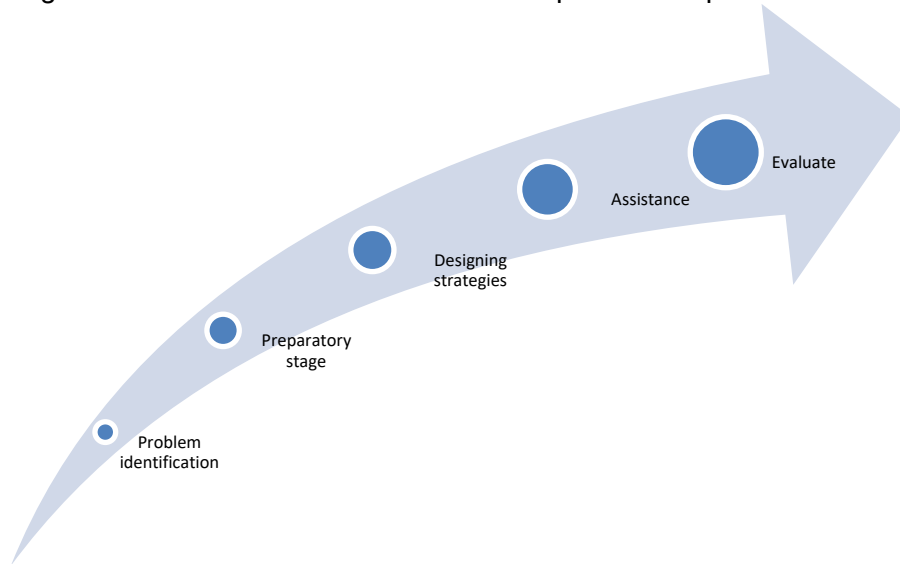 Evaluate
Assistance
Designing
strategies
Preparatory
stage
Problem
identification